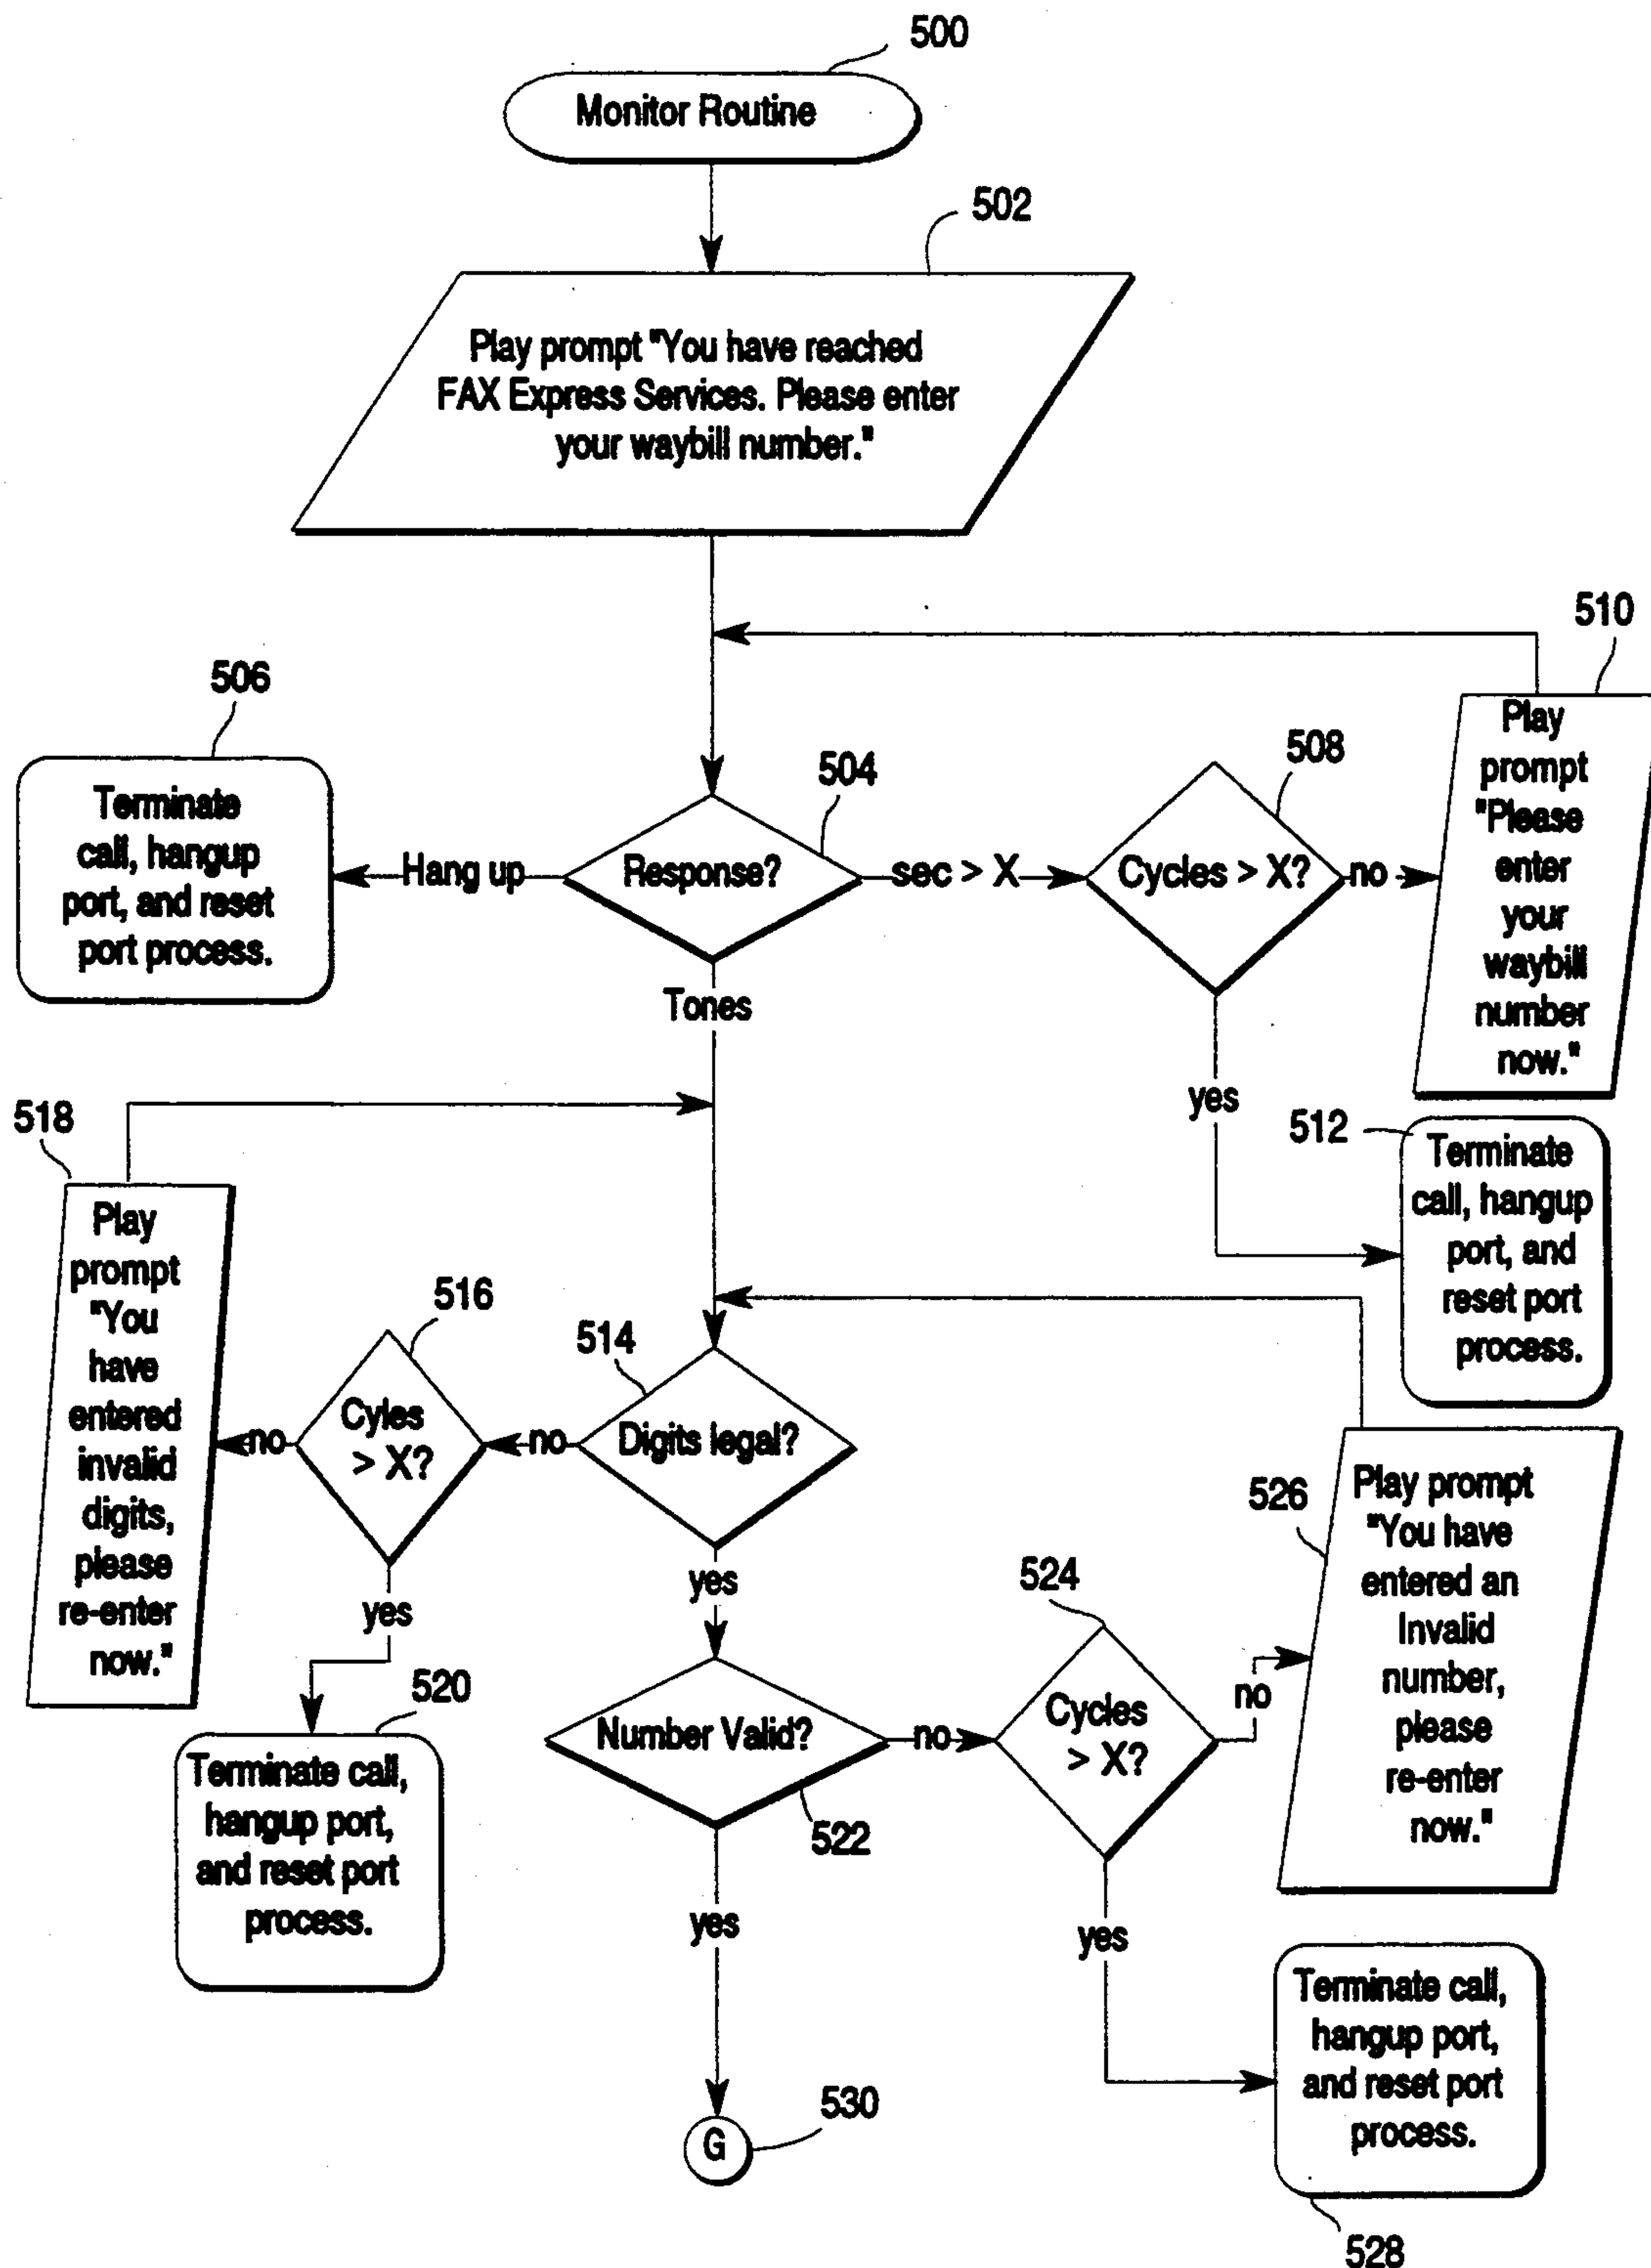 500
Monitor Routine
502
Play prompt "You have reached
FAX Express Services. Please enter
your waybill number."
510
506
Play
prompt
"Please
enter
your
waybill
number
now."
508
504
Terminate
call, hangup
port, and reset
port process.
Hang up
Response?
sec > X
Cycles > X?
no
Tones
yes
512
Terminate
call, hangup
port, and
reset port
process.
518
Play
prompt
"You
have
entered
invalid
digits,
please
re-enter
now."
516
514
Cyles
> X?
no
no
Digits legal?
yes
yes
526
Play prompt
"You have
entered an
Invalid
number,
please
re-enter
now."
524
520
Terminate call,
hangup port,
and reset port
process.
Number Valid?
no
Cycles
> X?
no
522
yes
yes
Terminate call,
hangup port,
and reset port
process.
530
G
528